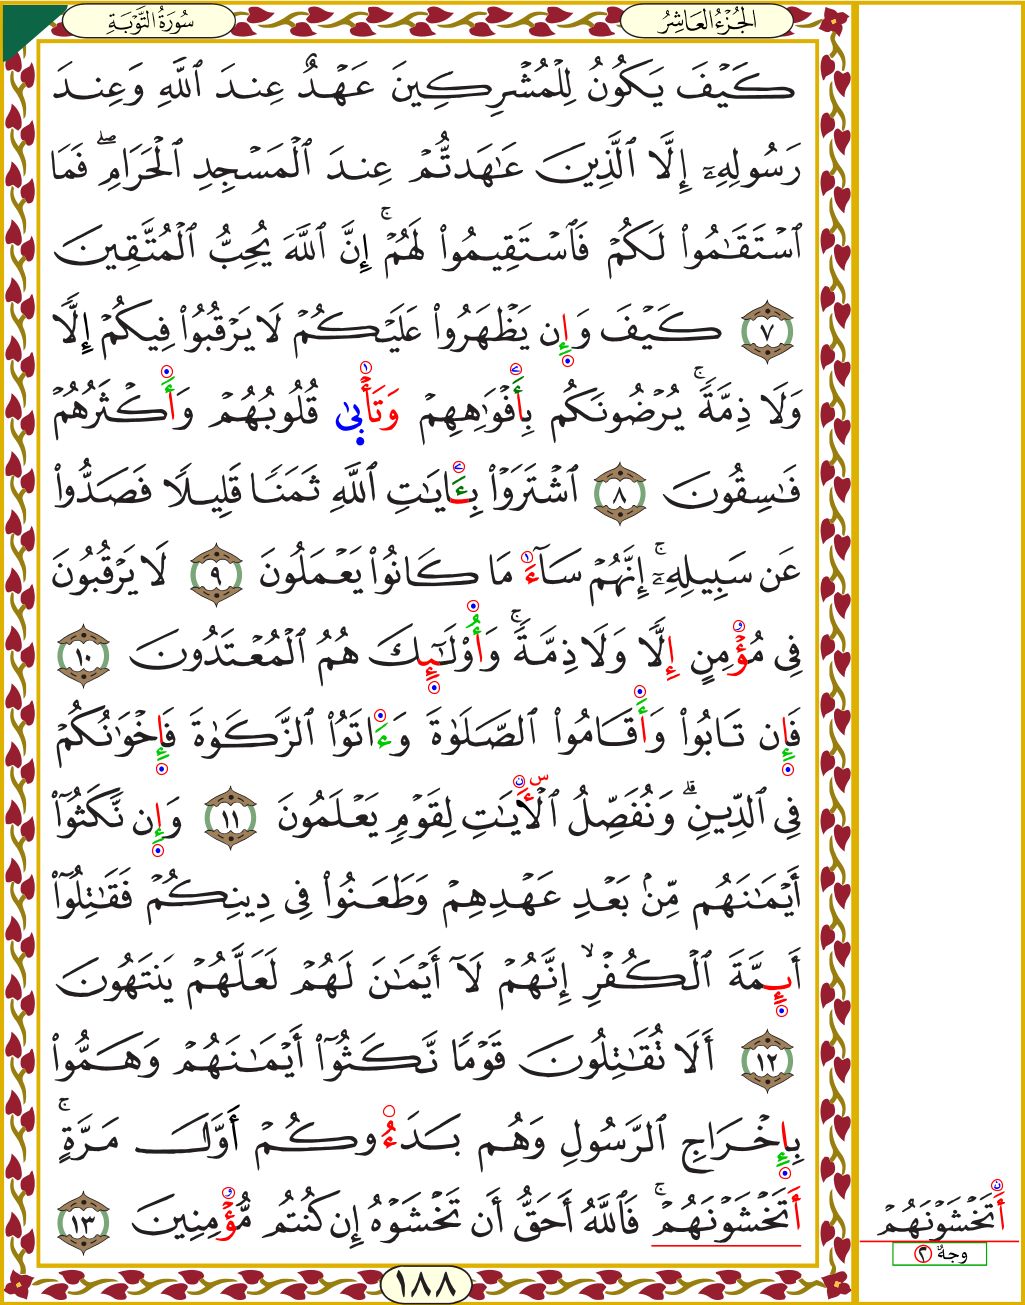 الجُزْءُ العَاشِرُ
سُورَةُ التَّوْبَةِ
كَيْفَ يَكُونُ لِلْمُشْرِكِينَ عَهْدٌ عِندَ ٱللَّهِ وَعِندَ
رَسُولِهِۦٓ إِلَّا ٱلَّذِينَ عَٰهَدتُّمْ عِندَ ٱلْمَسْجِدِ ٱلْحَرَامِۖ فَمَا
ٱسْتَقَٰمُوا۟ لَكُمْ فَٱسْتَقِيمُوا۟ لَهُمْۚ إِنَّ ٱللَّهَ يُحِبُّ ٱلْمُتَّقِينَ
٧ كَيْفَ وَإِن يَظْهَرُوا۟ عَلَيْكُمْ لَا يَرْقُبُوا۟ فِيكُمْ إِلًّا
وَلَا ذِمَّةًۚ يُرْضُونَكُم بِأَفْوَٰهِهِمْ وَتَأْبَىٰ قُلُوبُهُمْ وَأَكْثَرُهُمْ
فَٰسِقُونَ ٨ ٱشْتَرَوْا۟ بِـَٔايَٰتِ ٱللَّهِ ثَمَنًا قَلِيلًا فَصَدُّوا۟
عَن سَبِيلِهِۦٓۚ إِنَّهُمْ سَآءَ مَا كَانُوا۟ يَعْمَلُونَ ٩ لَا يَرْقُبُونَ
فِى مُؤْمِنٍ إِلًّا وَلَا ذِمَّةًۚ وَأُو۟لَٰٓئِكَ هُمُ ٱلْمُعْتَدُونَ ١٠
فَإِن تَابُوا۟ وَأَقَامُوا۟ ٱلصَّلَوٰةَ وَءَاتَوُا۟ ٱلزَّكَوٰةَ فَإِخْوَٰنُكُمْ
فِى ٱلدِّينِۗ وَنُفَصِّلُ ٱلْـَٔايَٰتِ لِقَوْمٍ يَعْلَمُونَ ١١ وَإِن نَّكَثُوٓا۟
أَيْمَٰنَهُم مِّنۢ بَعْدِ عَهْدِهِمْ وَطَعَنُوا۟ فِى دِينِكُمْ فَقَٰتِلُوٓا۟
أَئِمَّةَ ٱلْكُفْرِۙ إِنَّهُمْ لَآ أَيْمَٰنَ لَهُمْ لَعَلَّهُمْ يَنتَهُونَ
١٢ أَلَا تُقَٰتِلُونَ قَوْمًا نَّكَثُوٓا۟ أَيْمَٰنَهُمْ وَهَمُّوا۟
بِإِخْرَاجِ ٱلرَّسُولِ وَهُم بَدَءُوكُمْ أَوَّلَ مَرَّةٍۚ
أَتَخْشَوْنَهُمْۚ فَٱللَّهُ أَحَقُّ أَن تَخْشَوْهُ إِن كُنتُم مُّؤْمِنِينَ ١٣
أَتَخْشَوْنَهُمْ
وجهٌ ٢
١٨٨